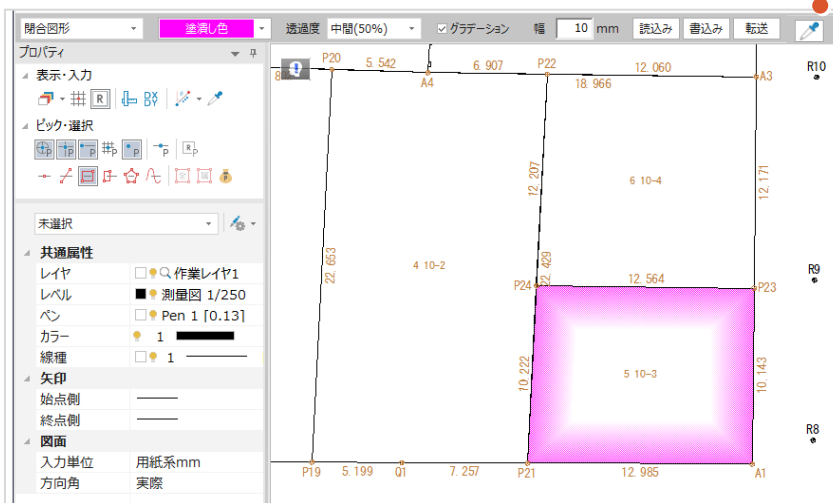 閉合図形 塗潰し色 透過度 中間(50%) グラデーション 幅 10 mm 読込み 書込み 転送
プロパティ
表示・入力
R
ピック・選択
未選択
共通属性
レイヤ 作業レイヤ1
レベル 測量図 1/250
ペン Pen 1 [0.13]
カラー 1
線種 1
矢印
始点側
終点側
図面
入力単位 用紙系mm
方向角 実際
P20 5.542 6.907 P22 12.060 R10
8 A4 18.966 A3
12.207 12.171
6 10-4
22.653 4 10-2 22.429 R9
P24 12.564 P23
10.222 5 10-3 10.143
R8
P19 5.199 Q1 7.257 P21 12.985 A1